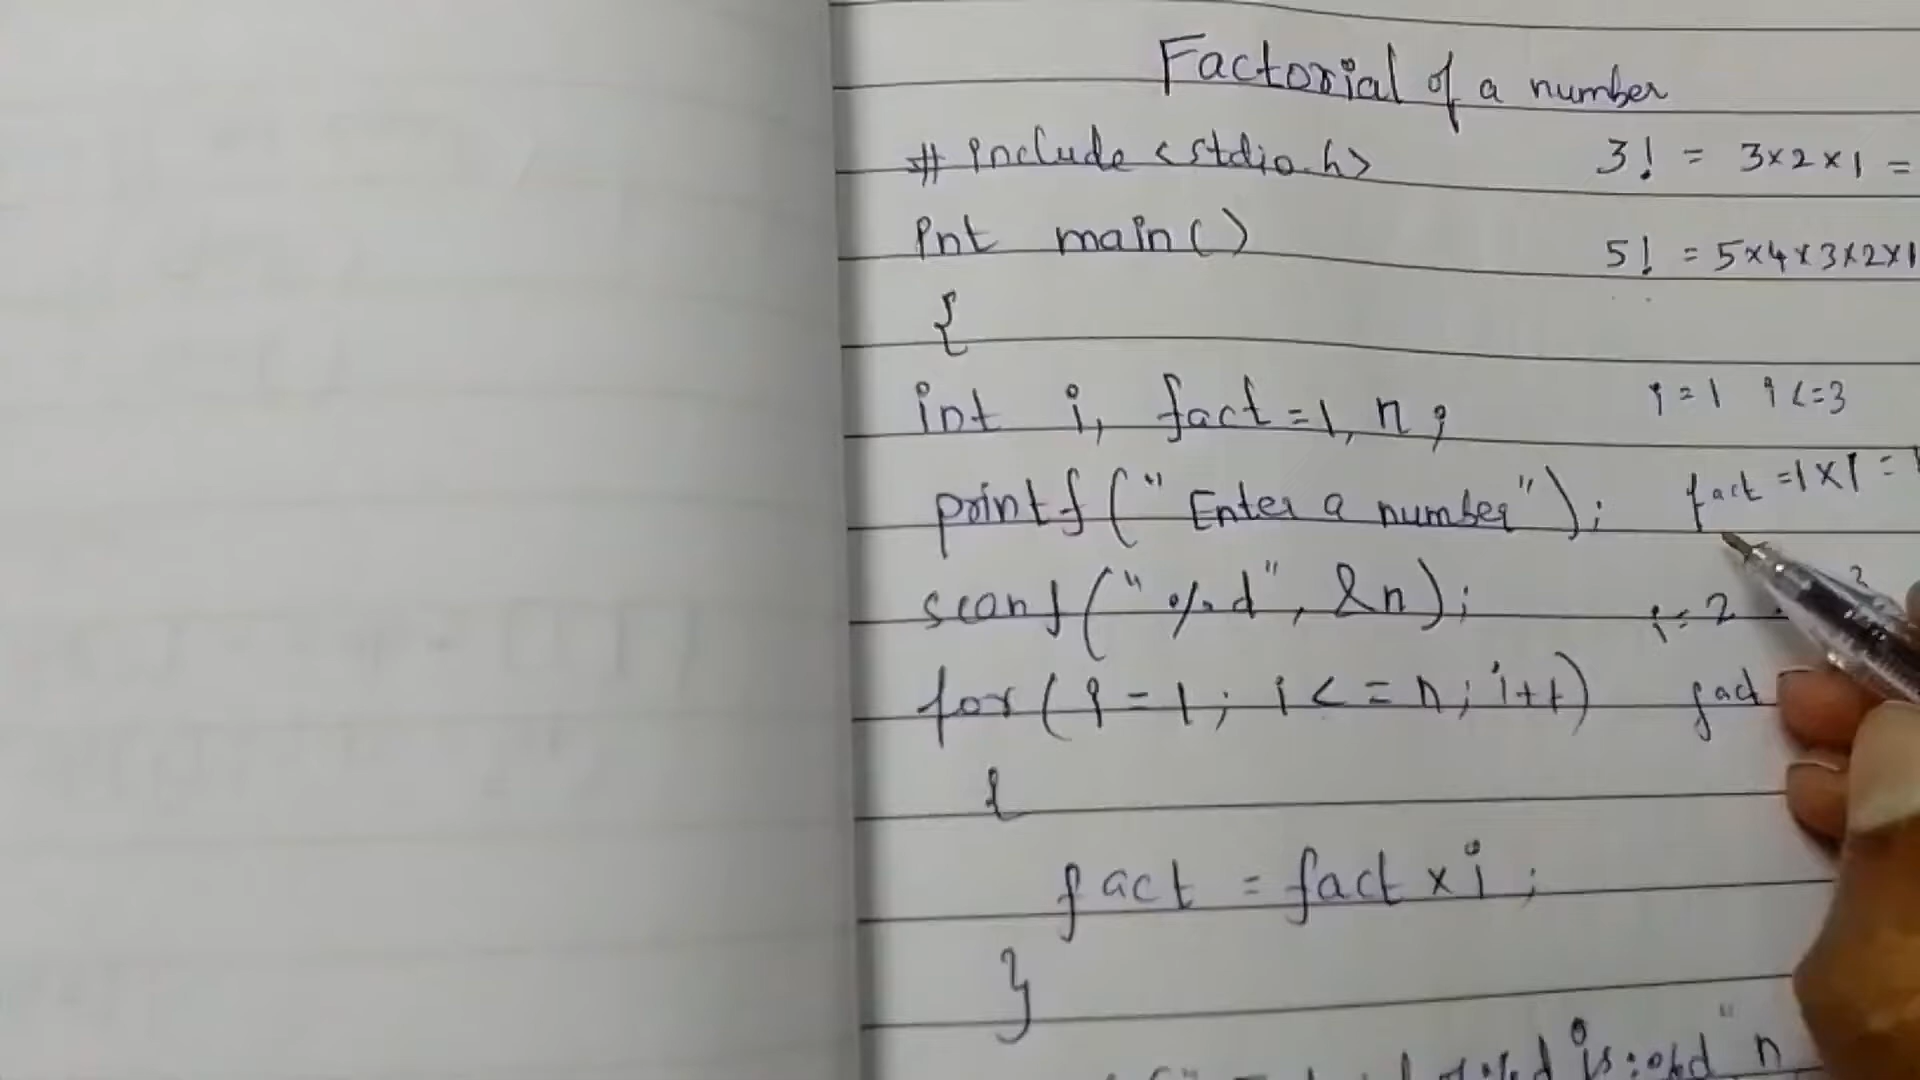 Factorial of a number
# include <stdio.h>
3! = 3×2×1 =
int main()
5! = 5×4×3×2×1
{
int i, fact=1, n;
i=1 i<=3
printf("Enter a number");
fact =1×1 =
scanf("%d", &n);
i=2
for(i=1; i<=n; i++)
fact
{
fact = fact×i;
}
is:%d" n